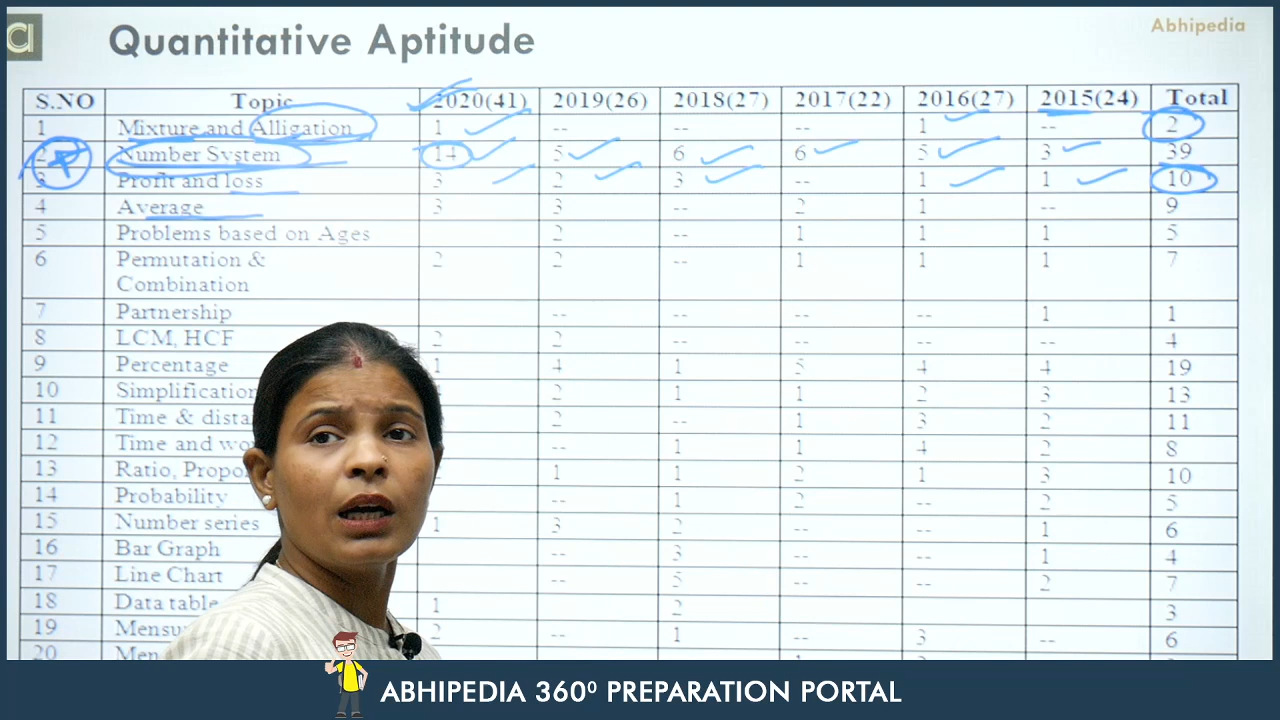 a Quantitative Aptitude Abhipedia
S.NO Topic 2020(41) 2019(26) 2018(27) 2017(22) 2016(27) 2015(24) Total
1 Mixture and Alligation 1 -- -- -- 1 -- 2
2 Number System 14 5 6 6 5 3 39
3 Profit and loss 3 2 3 -- 1 1 10
4 Average 3 3 -- 2 1 -- 9
5 Problems based on Ages 2 -- 1 1 1 5
6 Permutation & 2 2 -- 1 1 1 7
Combination
7 Partnership -- -- -- -- 1 1
8 LCM, HCF 2 2 -- -- -- -- 4
9 Percentage 1 4 1 5 4 4 19
10 Simplification 2 1 1 2 3 13
11 Time & dista 2 -- 1 3 2 11
12 Time and wo -- 1 1 4 2 8
13 Ratio, Propo 1 1 2 1 3 10
14 Probability -- 1 2 -- 2 5
15 Number series 1 3 2 -- -- 1 6
16 Bar Graph -- 3 -- -- 1 4
17 Line Chart -- 5 -- -- 2 7
18 Data table 1 2 3
19 Mensu 2 -- 1 -- 3 -- 6
20 Men
ABHIPEDIA 360⁰ PREPARATION PORTAL